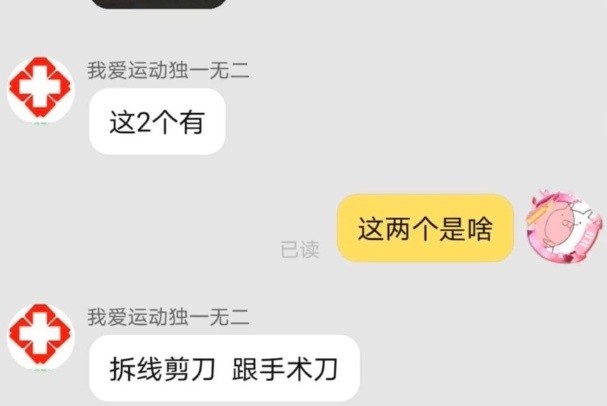 我爱运动独一无二
这2个有
这两个是啥
已读
我爱运动独一无二
拆线剪刀 跟手术刀